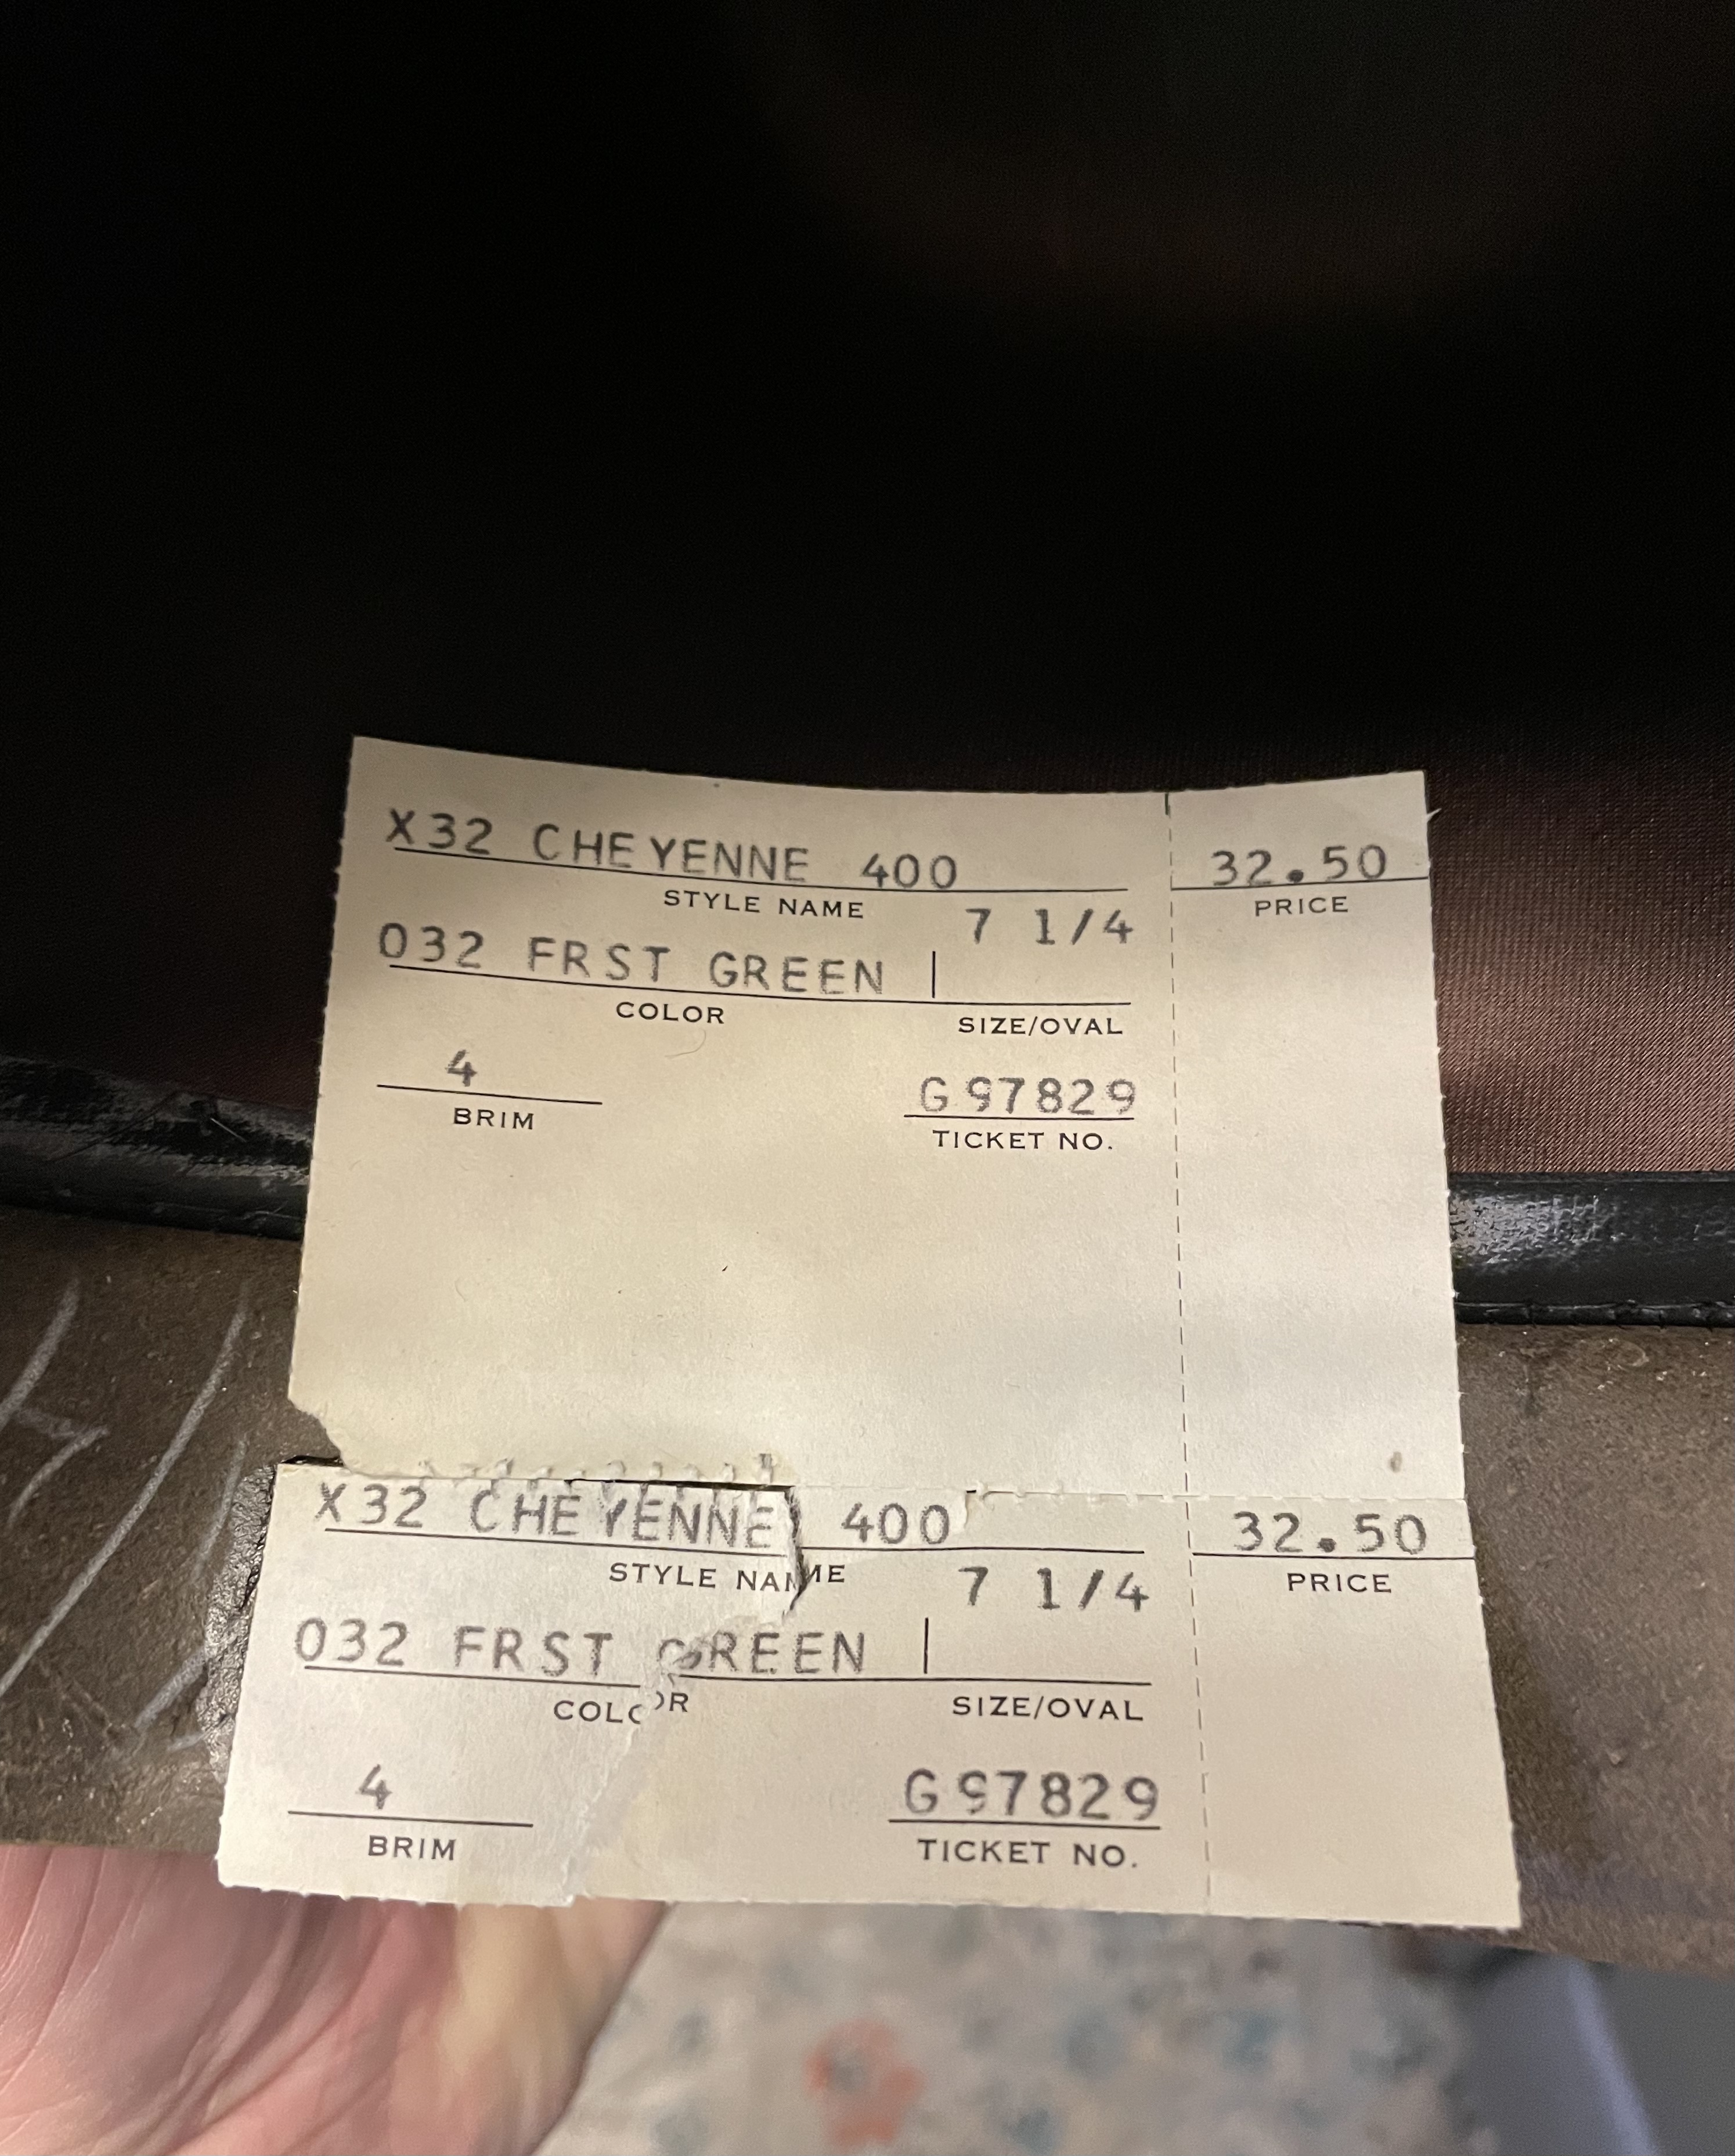 X32 CHEYENNE 400 32.50
STYLE NAME PRICE
7 1/4
032 FRST GREEN
COLOR SIZE/OVAL
4 G97829
BRIM TICKET NO.
X32 CHEYENNE 400 32.50
STYLE NAME PRICE
7 1/4
032 FRST GREEN
COLOR SIZE/OVAL
4 G97829
BRIM TICKET NO.